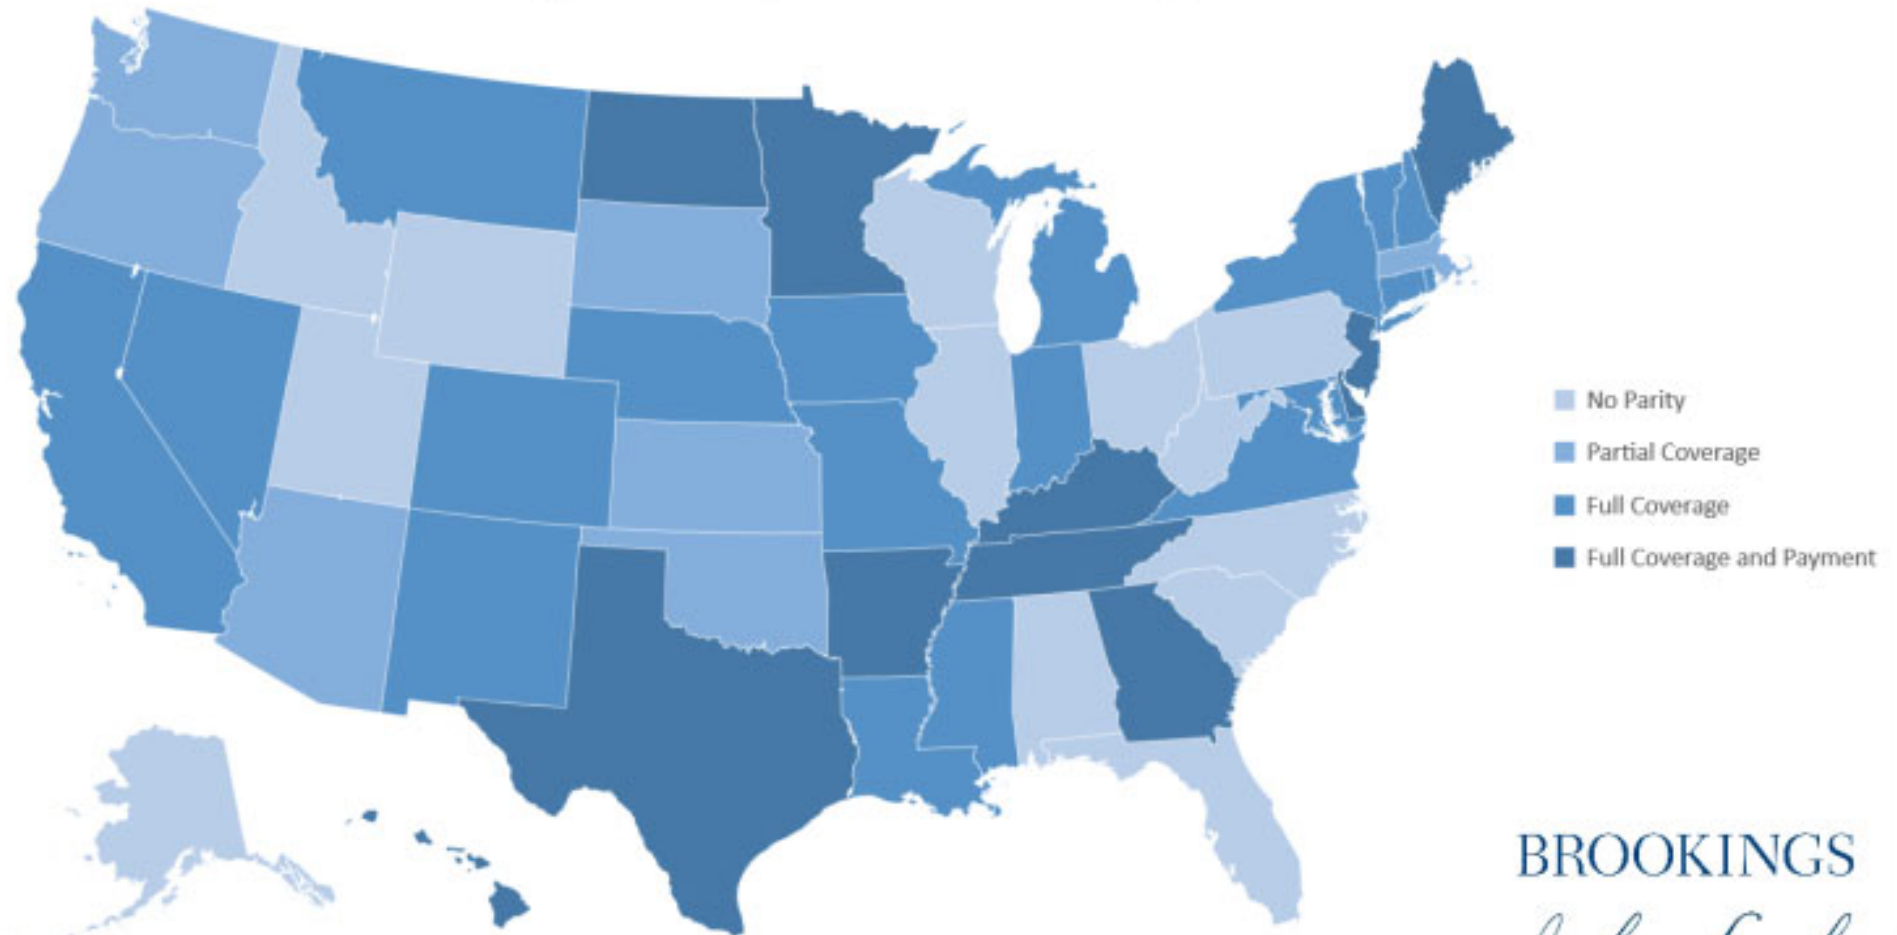 No Parity
Partial Coverage
Full Coverage
Full Coverage and Payment
BROOKINGS